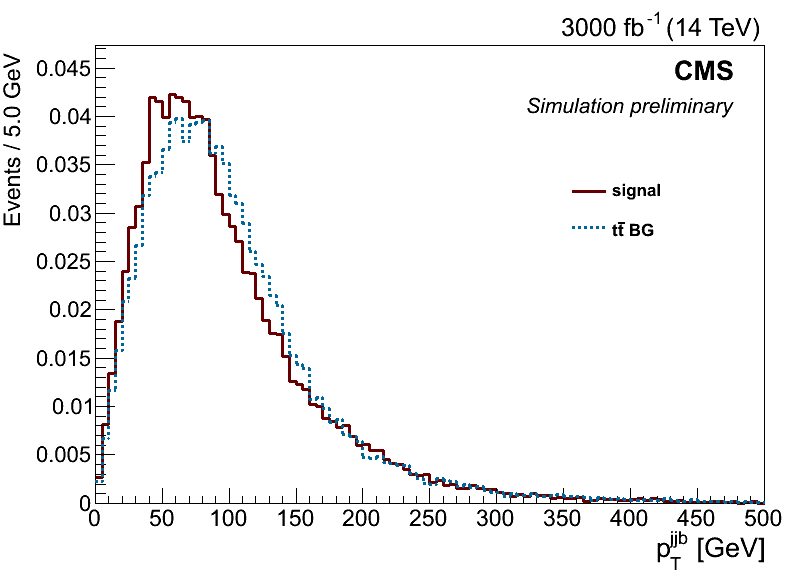 3000 fb⁻¹ (14 TeV)
CMS
Simulation preliminary
signal
tt̄ BG
Events / 5.0 GeV
0.045
0.04
0.035
0.03
0.025
0.02
0.015
0.01
0.005
0
0 50 100 150 200 250 300 350 400 450 500
p_T^jjb [GeV]